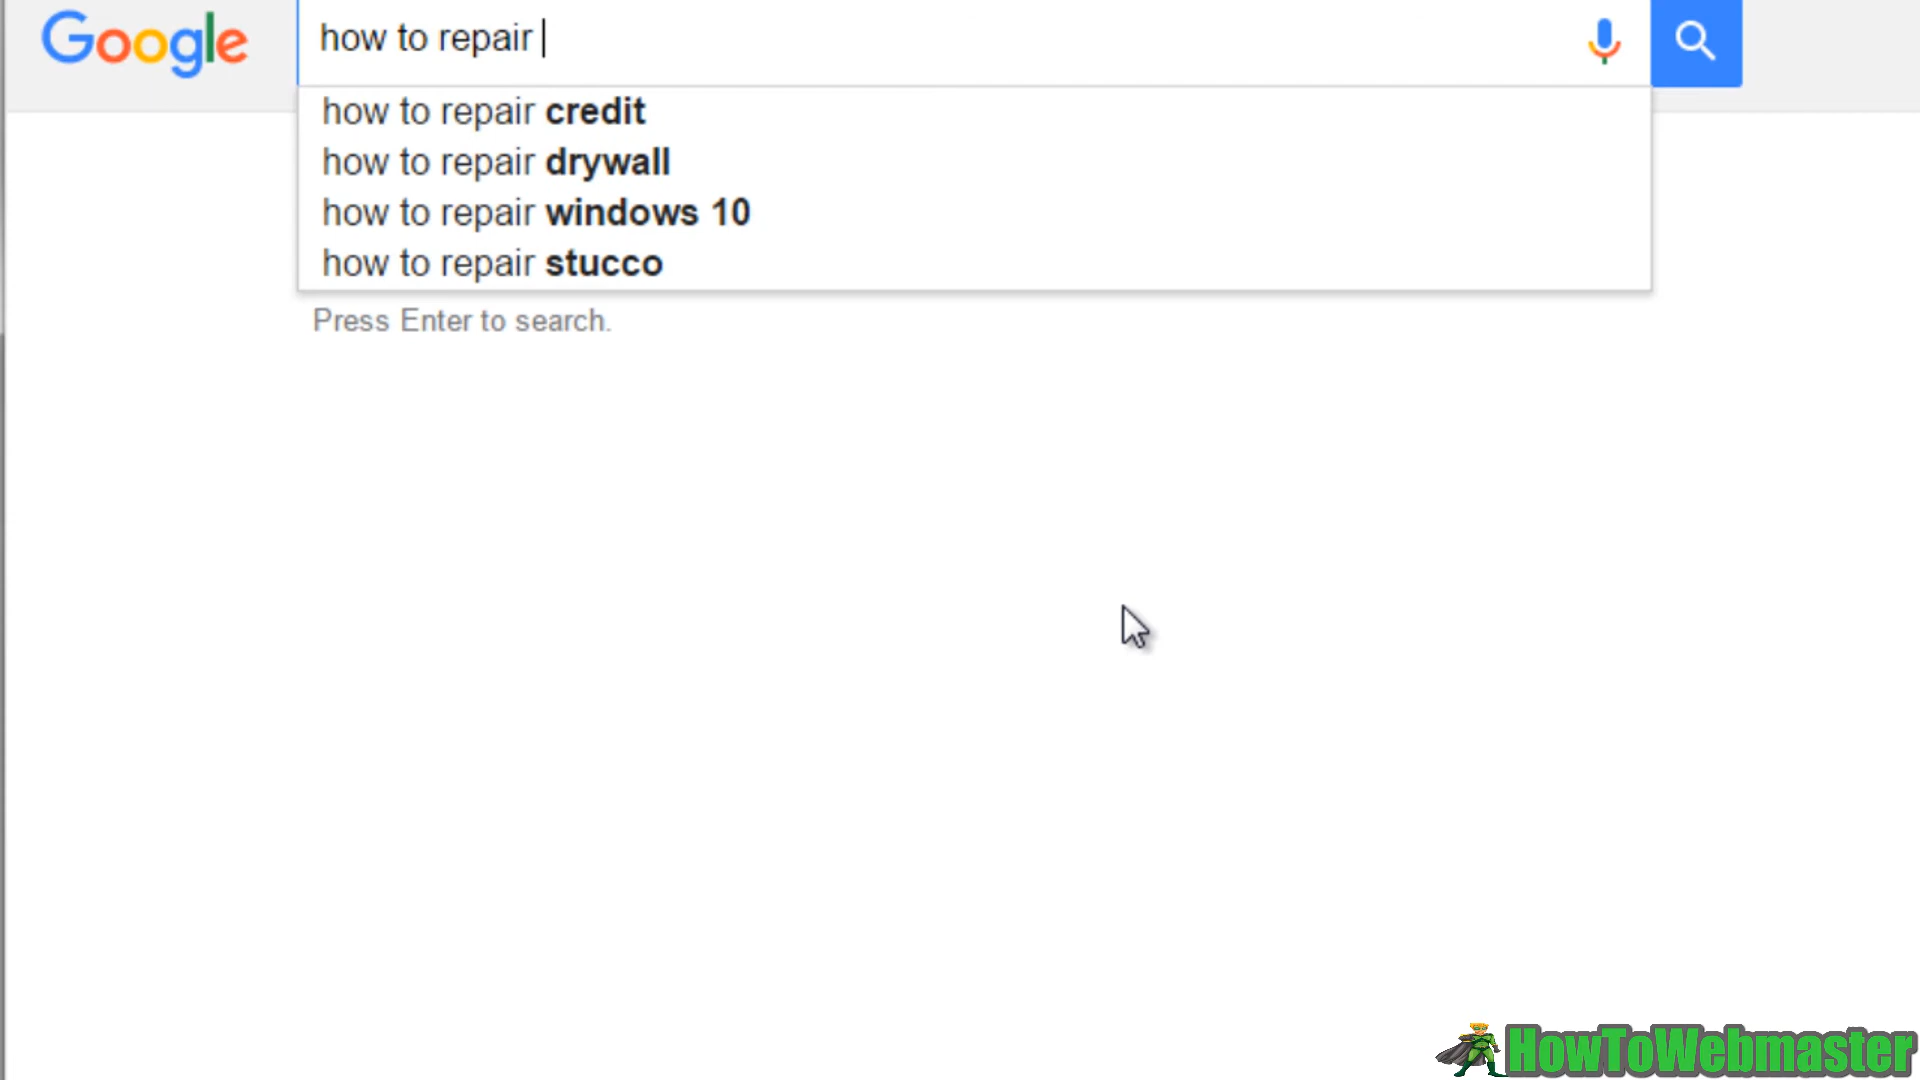 Google
how to repair
how to repair credit
how to repair drywall
how to repair windows 10
how to repair stucco
Press Enter to search.
HowToWebmaster